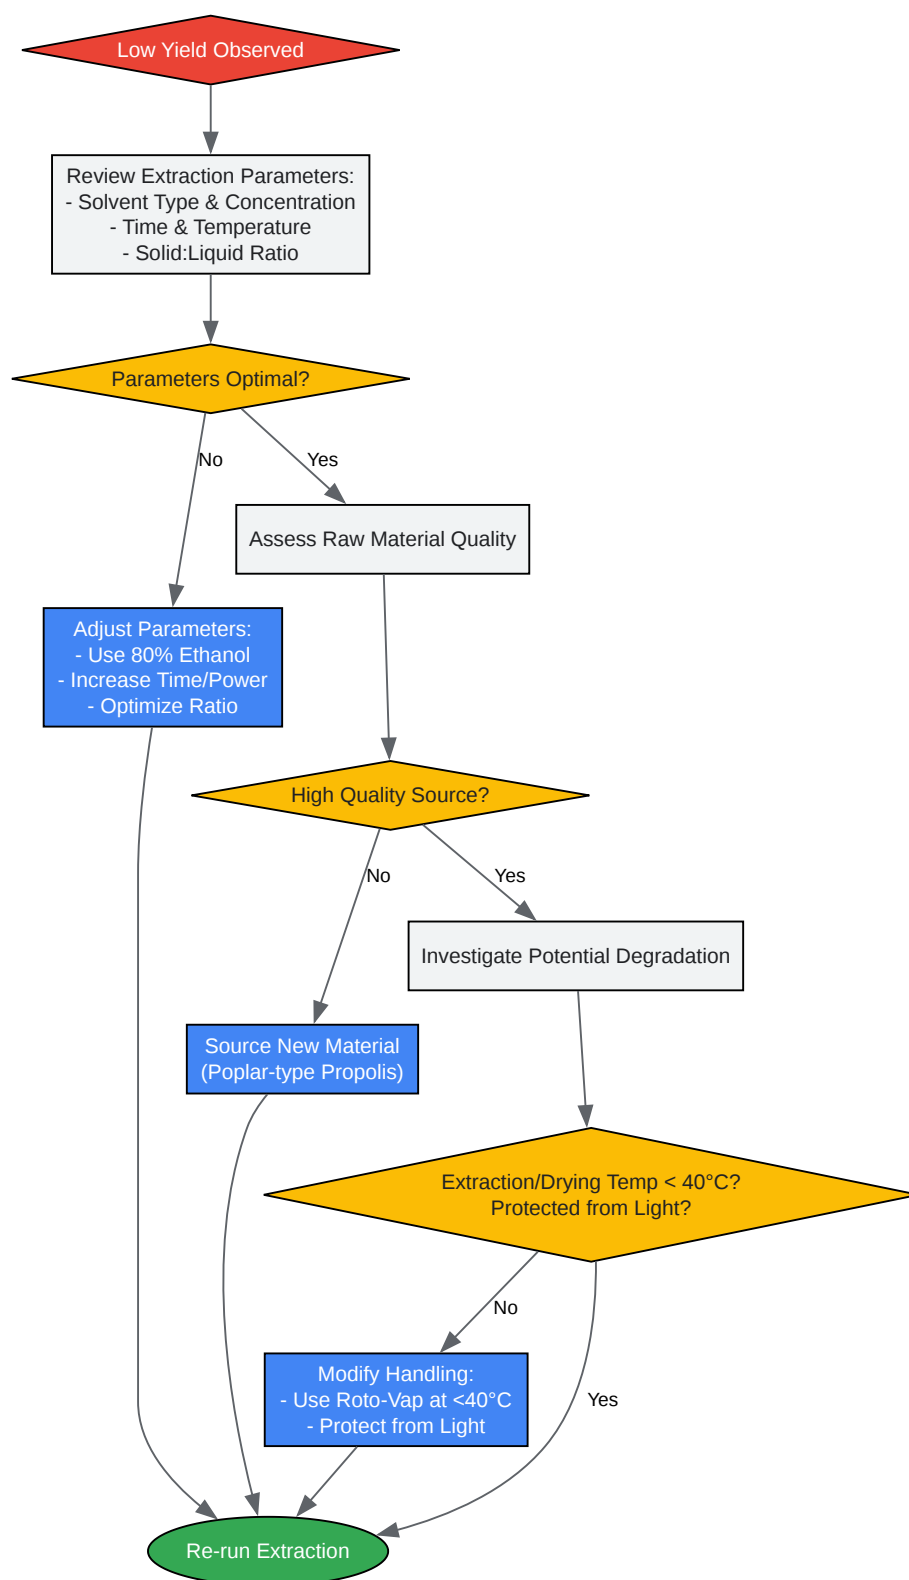 Low Yield Observed
Review Extraction Parameters:
- Solvent Type & Concentration
- Time & Temperature
- Solid:Liquid Ratio
Parameters Optimal?
No
Yes
Assess Raw Material Quality
Adjust Parameters:
- Use 80% Ethanol
- Increase Time/Power
- Optimize Ratio
High Quality Source?
No
Yes
Investigate Potential Degradation
Source New Material
(Poplar-type Propolis)
Extraction/Drying Temp < 40°C?
Protected from Light?
No
Modify Handling:
- Use Roto-Vap at <40°C
- Protect from Light
Yes
Re-run Extraction